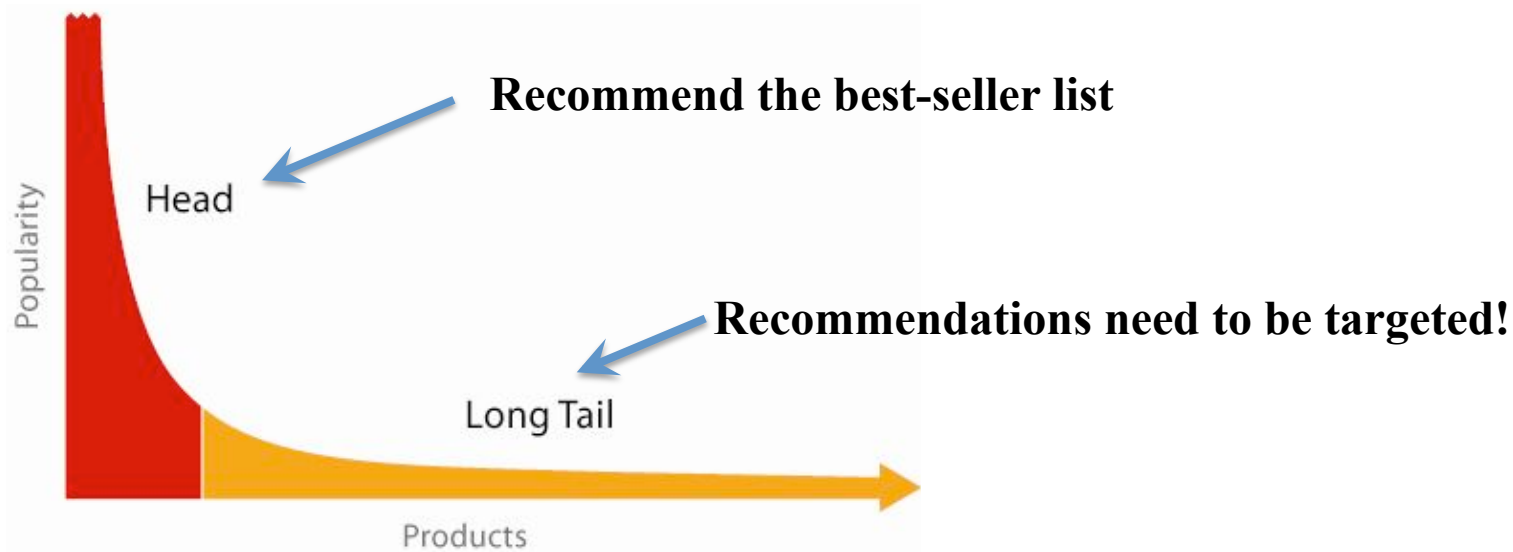 Recommend the best-seller list
Head
Popularity
Recommendations need to be targeted!
Long Tail
Products